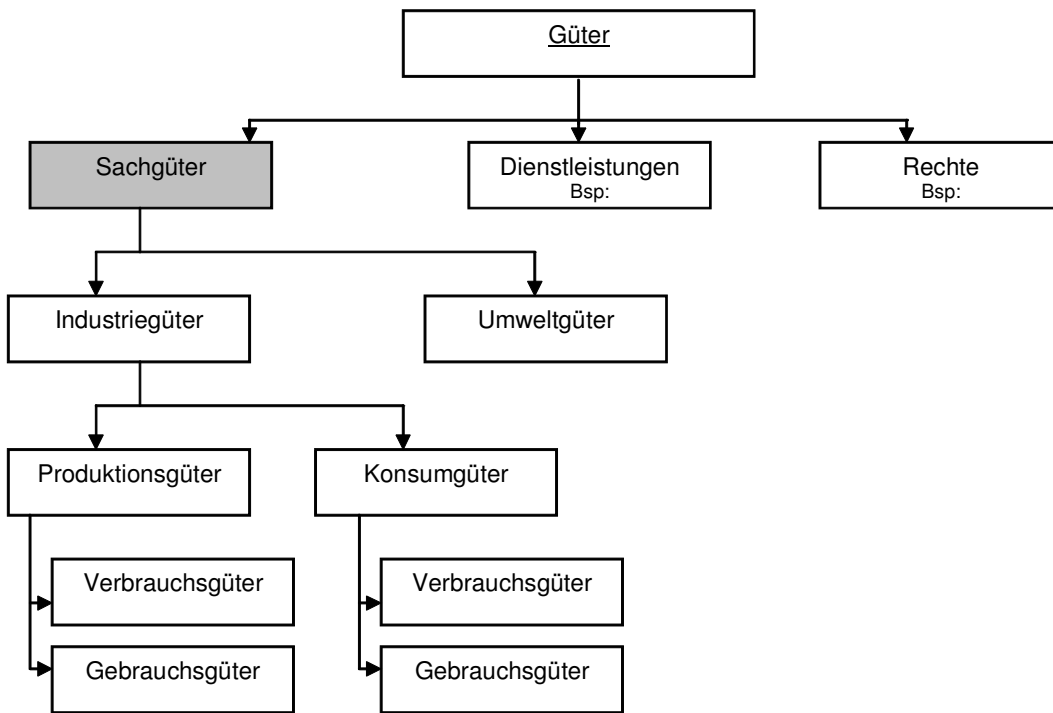 Güter
Sachgüter
Dienstleistungen
Bsp:
Rechte
Bsp:
Industriegüter
Umweltgüter
Produktionsgüter
Konsumgüter
Verbrauchsgüter
Verbrauchsgüter
Gebrauchsgüter
Gebrauchsgüter